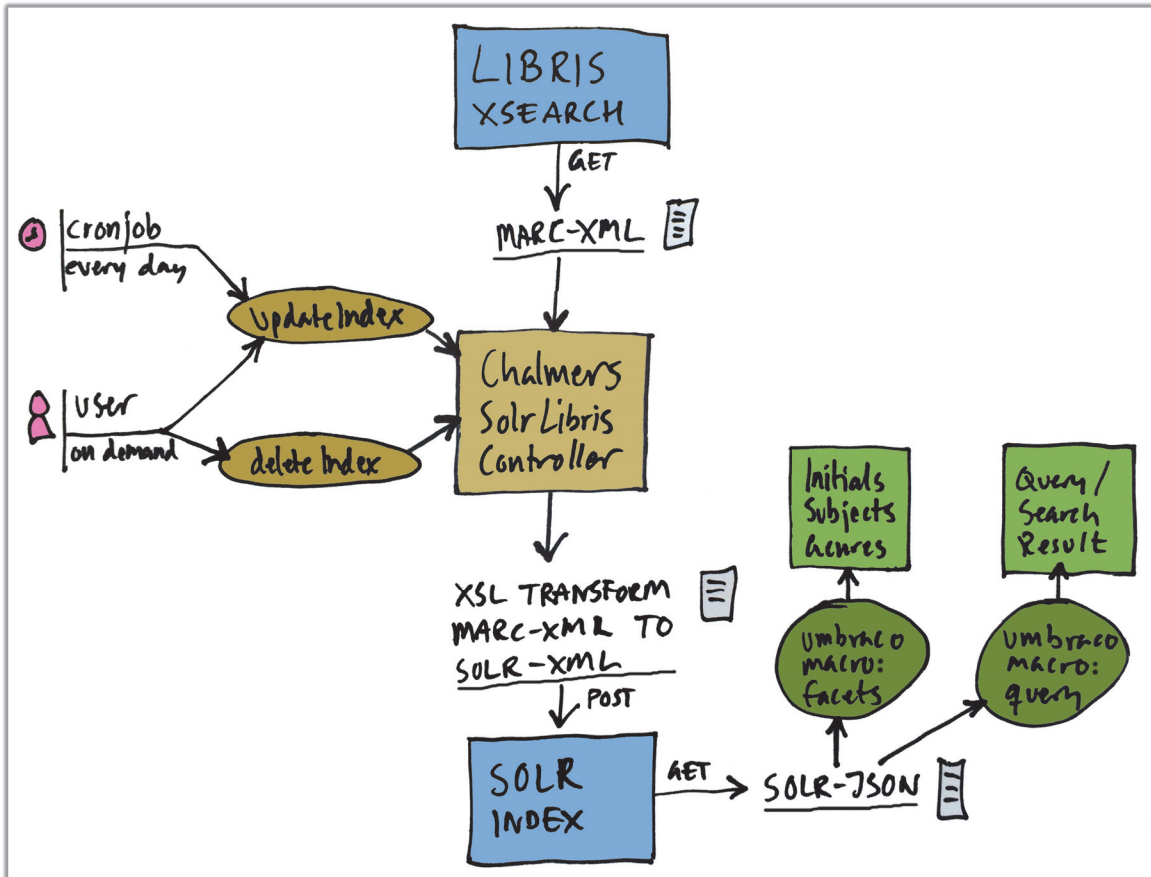 LIBRIS
XSEARCH
GET
MARC-XML
cronjob
every day
updateIndex
user
on demand
deleteIndex
Chalmers
Solr Libris
Controller
XSL TRANSFORM
MARC-XML TO
SOLR-XML
POST
SOLR
INDEX
GET
SOLR-JSON
umbraco
macro:
facets
umbraco
macro:
query
Initials
Subjects
Genres
Query/
Search
Result